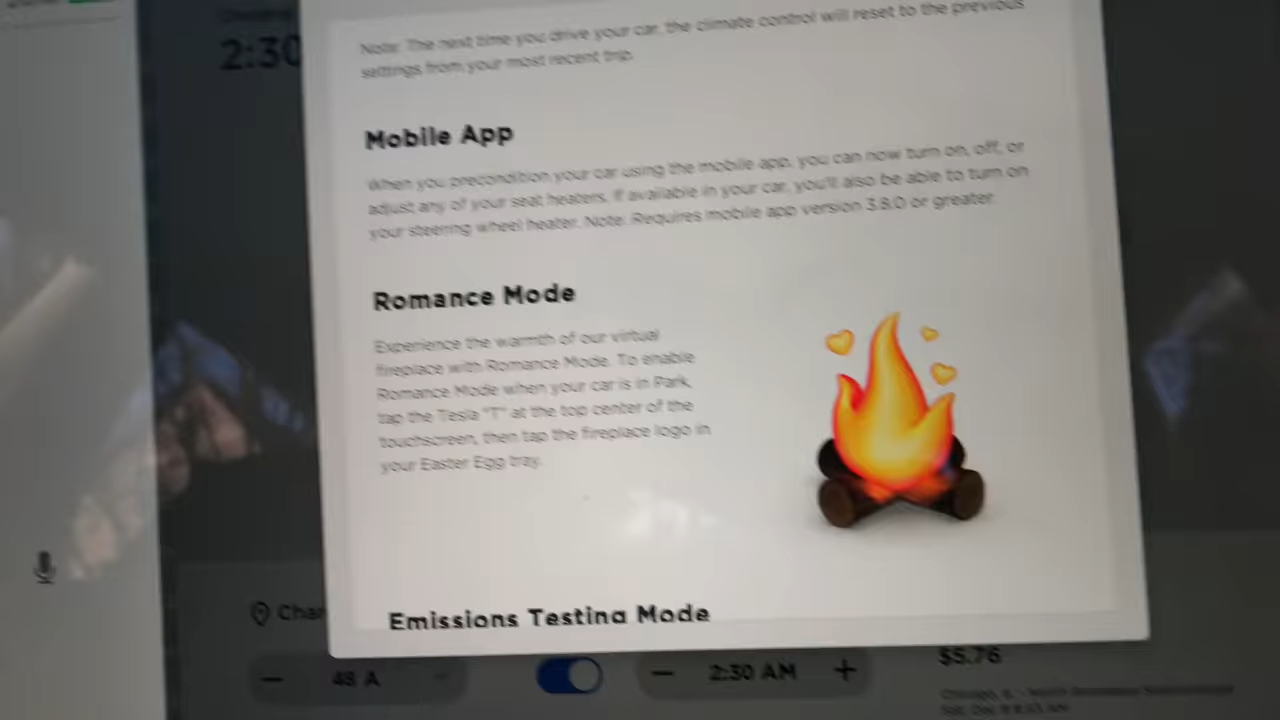 2:30
Note: The next time you drive your car, the climate control will reset to the previous
settings from your most recent trip.
Mobile App
When you precondition your car using the mobile app, you can now turn on, off, or
adjust any of your seat heaters. If available in your car, you'll also be able to turn on
your steering wheel heater. Note: Requires mobile app version 3.8.0 or greater.
Romance Mode
Experience the warmth of our virtual
fireplace with Romance Mode. To enable
Romance Mode when your car is in Park,
tap the Tesla "T" at the top center of the
touchscreen, then tap the fireplace logo in
your Easter Egg tray.
Emissions Testing Mode
Char
48 A
2:30 AM
$5.76
Chicago, IL -